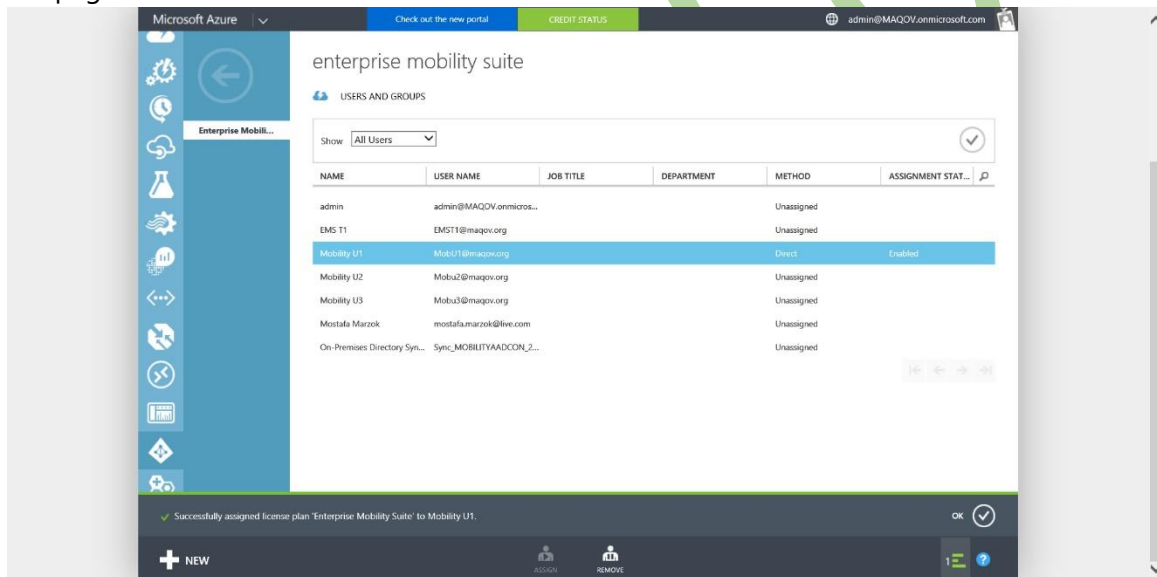 Microsoft Azure
Check out the new portal
CREDIT STATUS
admin@MAQOV.onmicrosoft.com
enterprise mobility suite
USERS AND GROUPS
Enterprise Mobili...
Show All Users
NAME USER NAME JOB TITLE DEPARTMENT METHOD ASSIGNMENT STAT...
admin admin@MAQOV.onmicros... Unassigned
EMS T1 EMST1@maqov.org Unassigned
Mobility U1 MobU1@maqov.org Direct Enabled
Mobility U2 Mobu2@maqov.org Unassigned
Mobility U3 Mobu3@maqov.org Unassigned
Mostafa Marzok mostafa.marzok@live.com Unassigned
On-Premises Directory Syn... Sync_MOBILITYAADCON_2... Unassigned
Successfully assigned license plan 'Enterprise Mobility Suite' to Mobility U1.
OK
NEW
ASSIGN
REMOVE
1
?